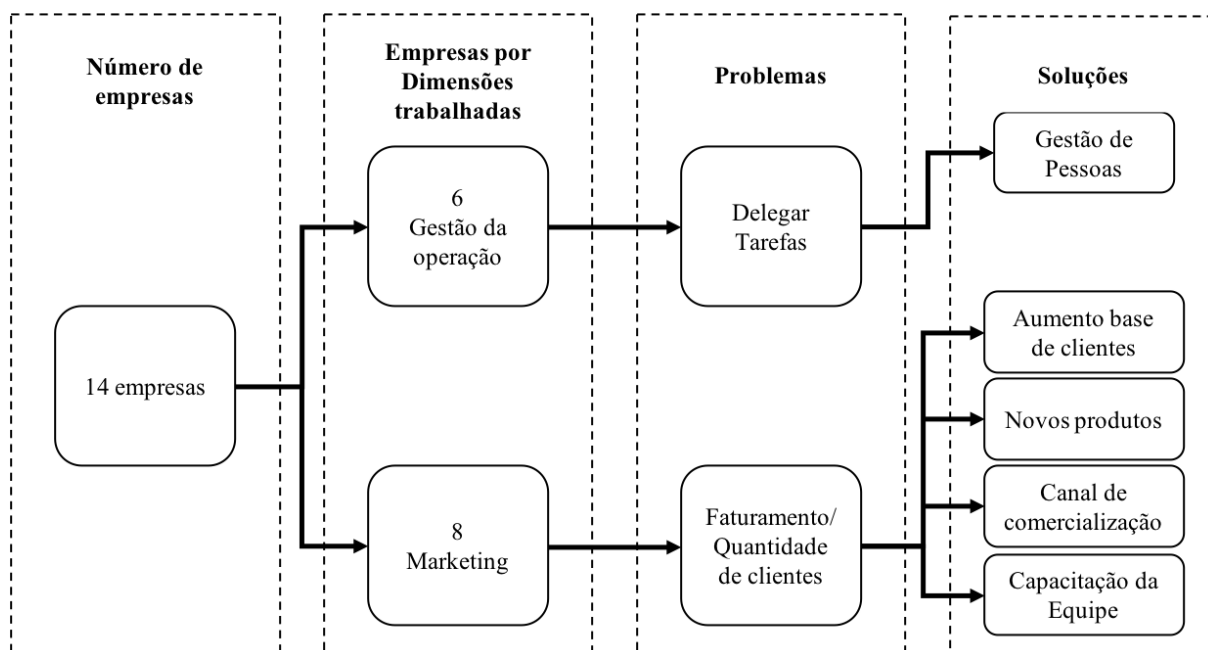 Número de
empresas
Empresas por
Dimensões
trabalhadas
Problemas
Soluções
14 empresas
6
Gestão da
operação
8
Marketing
Delegar
Tarefas
Faturamento/
Quantidade
de clientes
Gestão de
Pessoas
Aumento base
de clientes
Novos produtos
Canal de
comercialização
Capacitação da
Equipe